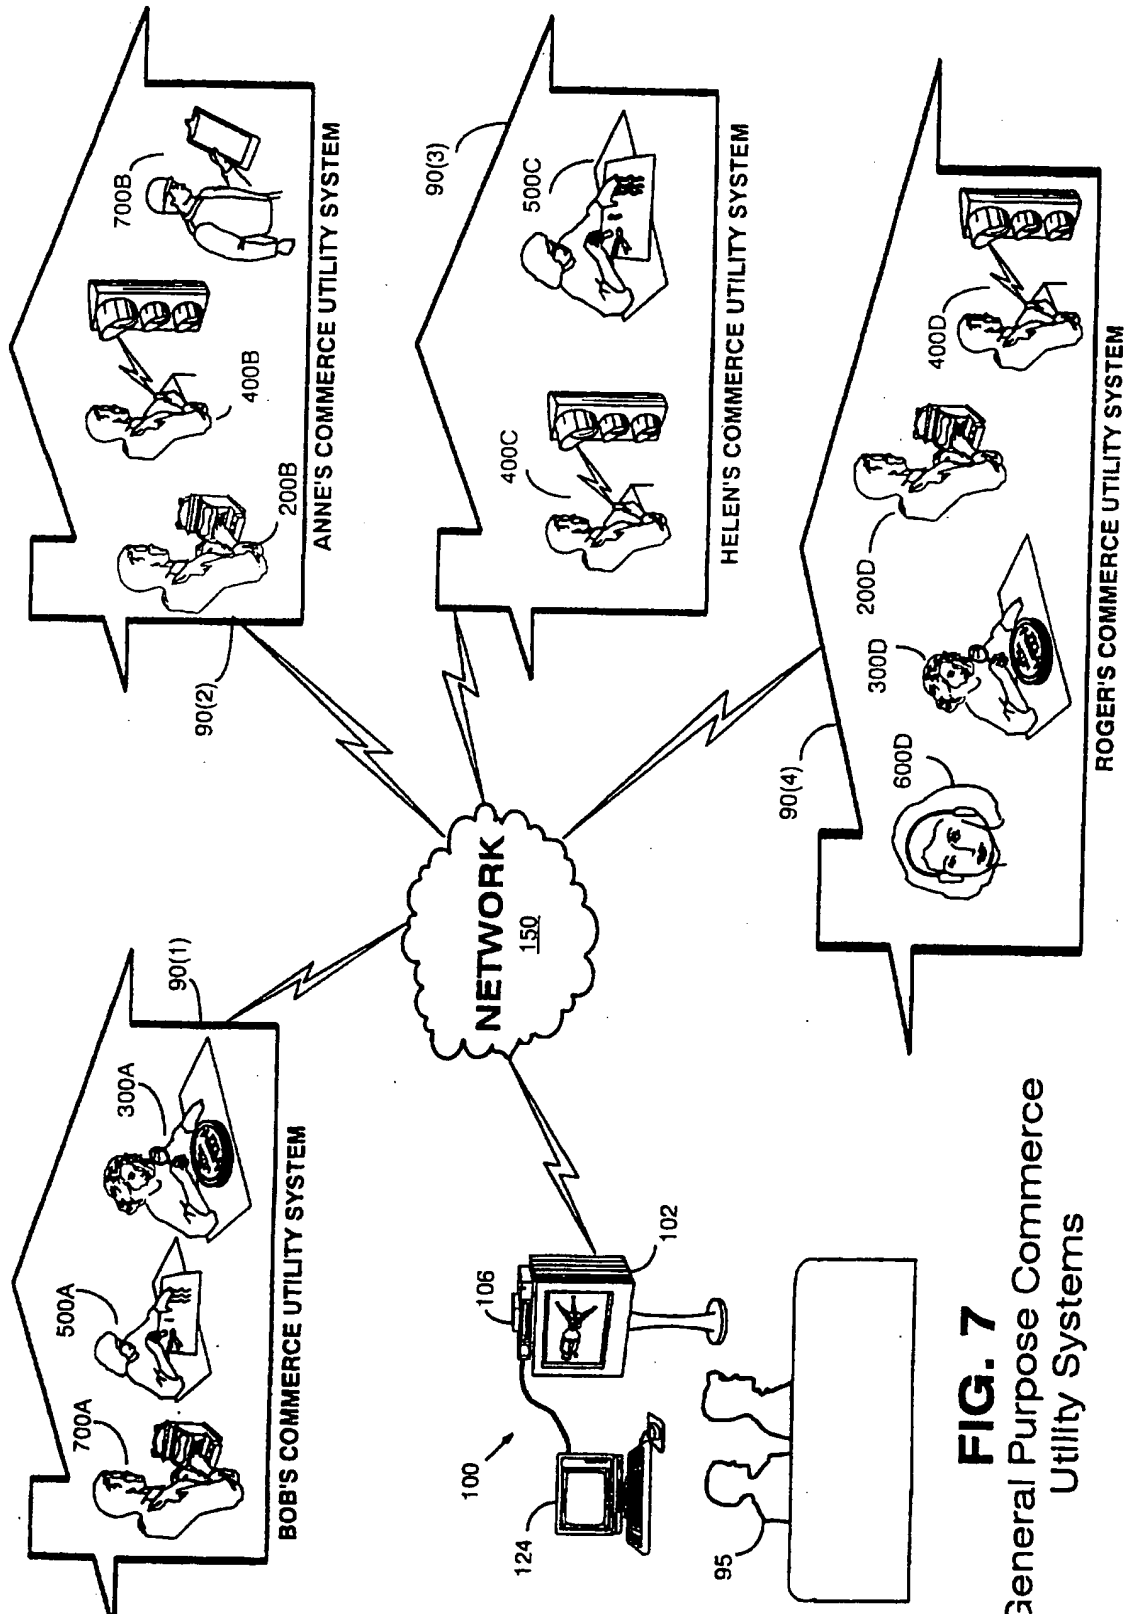 700A
500A
300A
90(1)
BOB'S COMMERCE UTILITY SYSTEM
90(2)
200B
400B
700B
ANNE'S COMMERCE UTILITY SYSTEM
NETWORK
150
90(3)
400C
500C
HELEN'S COMMERCE UTILITY SYSTEM
124
100
106
102
95
90(4)
600D
300D
200D
400D
ROGER'S COMMERCE UTILITY SYSTEM
FIG. 7
General Purpose Commerce
Utility Systems